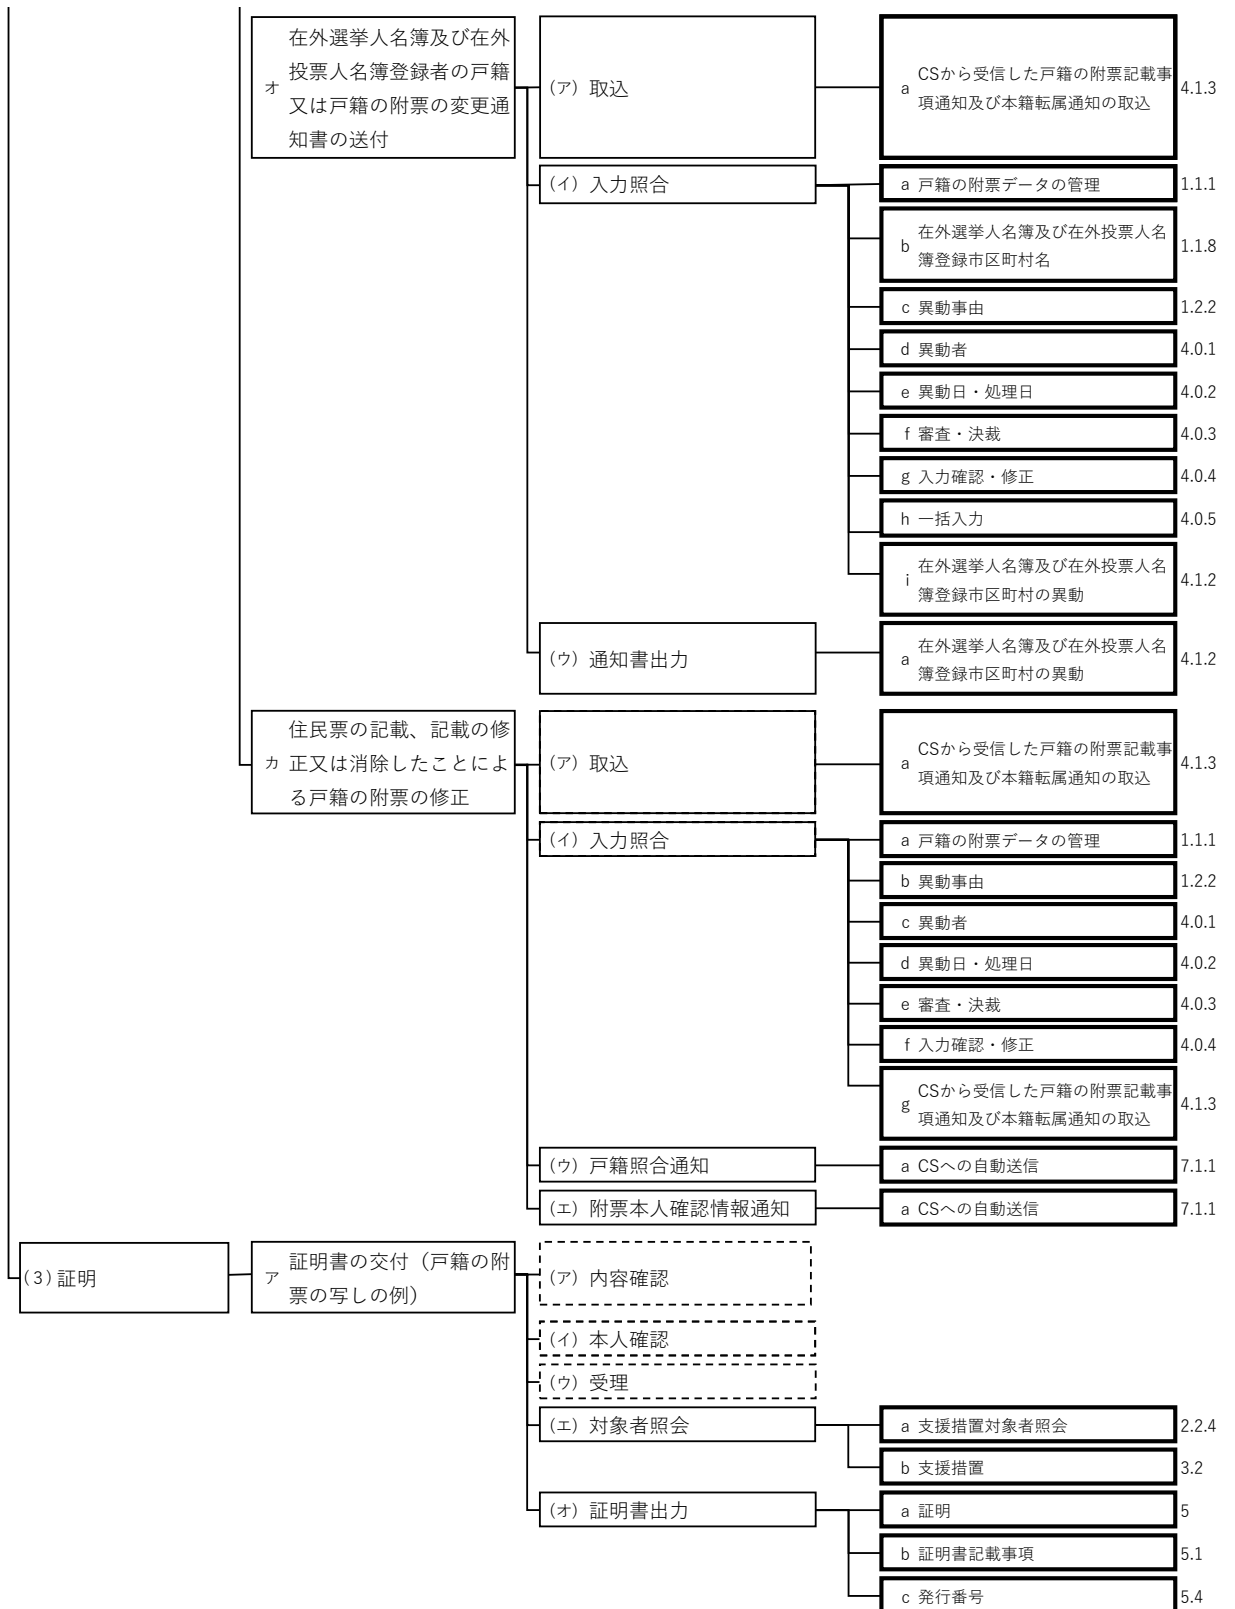 オ
在外選挙人名簿及び在外
投票人名簿登録者の戸籍
又は戸籍の附票の変更通
知書の送付
(ア) 取込
a
CSから受信した戸籍の附票記載事
項通知及び本籍転属通知の取込
4.1.3
(イ) 入力照合
a 戸籍の附票データの管理
1.1.1
b
在外選挙人名簿及び在外投票人名
簿登録市区町村名
1.1.8
c 異動事由
1.2.2
d 異動者
4.0.1
e 異動日・処理日
4.0.2
f 審査・決裁
4.0.3
g 入力確認・修正
4.0.4
h 一括入力
4.0.5
i
在外選挙人名簿及び在外投票人名
簿登録市区町村の異動
4.1.2
(ウ) 通知書出力
a
在外選挙人名簿及び在外投票人名
簿登録市区町村の異動
4.1.2
カ
住民票の記載、記載の修
正又は消除したことによ
る戸籍の附票の修正
(ア) 取込
a
CSから受信した戸籍の附票記載事
項通知及び本籍転属通知の取込
4.1.3
(イ) 入力照合
a 戸籍の附票データの管理
1.1.1
b 異動事由
1.2.2
c 異動者
4.0.1
d 異動日・処理日
4.0.2
e 審査・決裁
4.0.3
f 入力確認・修正
4.0.4
g
CSから受信した戸籍の附票記載事
項通知及び本籍転属通知の取込
4.1.3
(ウ) 戸籍照合通知
a CSへの自動送信
7.1.1
(エ) 附票本人確認情報通知
a CSへの自動送信
7.1.1
(3) 証明
ア
証明書の交付（戸籍の附
票の写しの例）
(ア) 内容確認
(イ) 本人確認
(ウ) 受理
(エ) 対象者照会
a 支援措置対象者照会
2.2.4
b 支援措置
3.2
(オ) 証明書出力
a 証明
5
b 証明書記載事項
5.1
c 発行番号
5.4